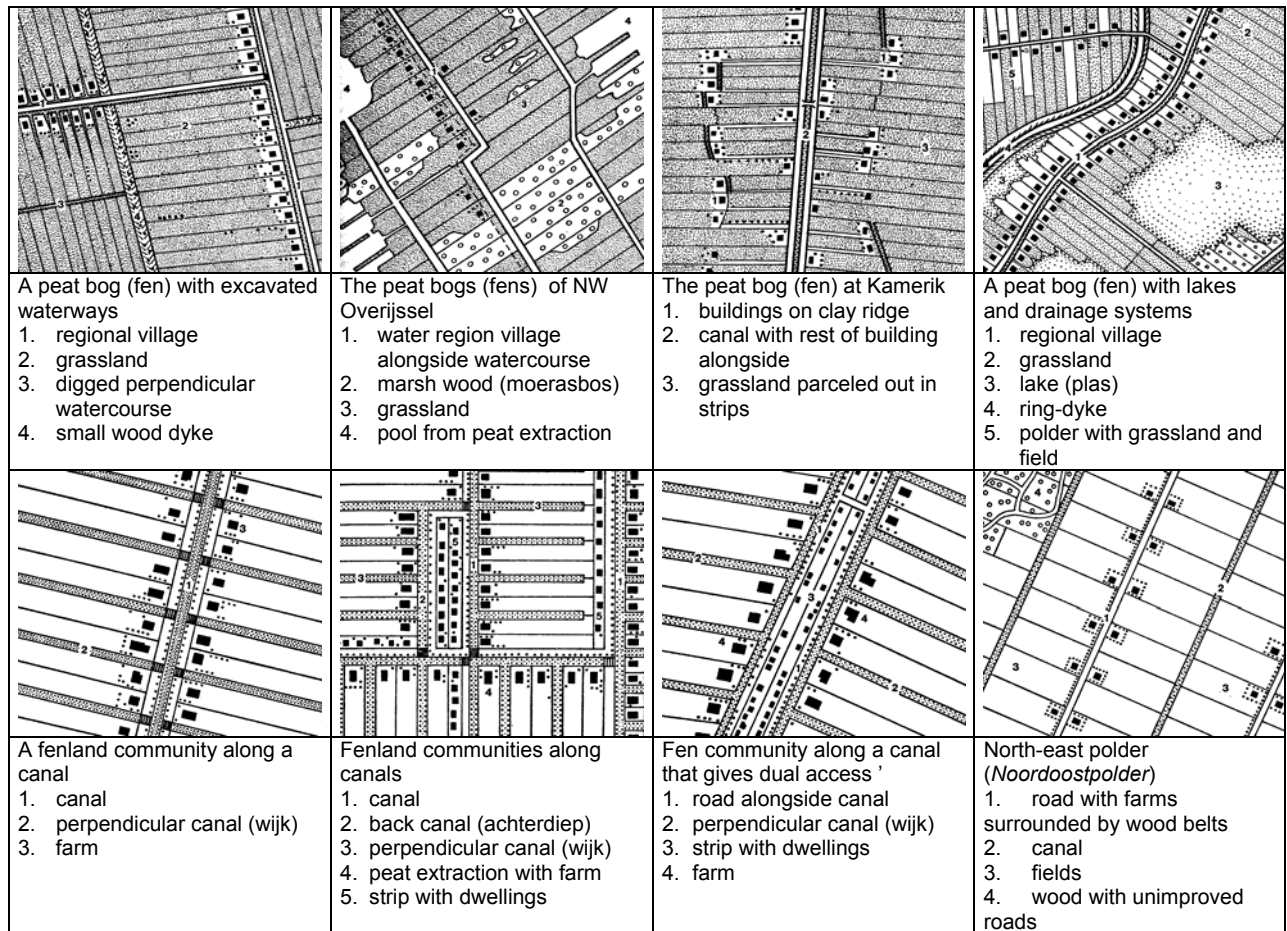 A peat bog (fen) with excavated
waterways
1. regional village
2. grassland
3. digged perpendicular
watercourse
4. small wood dyke
The peat bogs (fens) of NW
Overijssel
1. water region village
alongside watercourse
2. marsh wood (moerasbos)
3. grassland
4. pool from peat extraction
The peat bog (fen) at Kamerik
1. buildings on clay ridge
2. canal with rest of building
alongside
3. grassland parceled out in
strips
A peat bog (fen) with lakes
and drainage systems
1. regional village
2. grassland
3. lake (plas)
4. ring-dyke
5. polder with grassland and
field
A fenland community along a
canal
1. canal
2. perpendicular canal (wijk)
3. farm
Fenland communities along
canals
1. canal
2. back canal (achterdiep)
3. perpendicular canal (wijk)
4. peat extraction with farm
5. strip with dwellings
Fen community along a canal
that gives dual access '
1. road alongside canal
2. perpendicular canal (wijk)
3. strip with dwellings
4. farm
North-east polder
(Noordoostpolder)
1. road with farms
surrounded by wood belts
2. canal
3. fields
4. wood with unimproved
roads